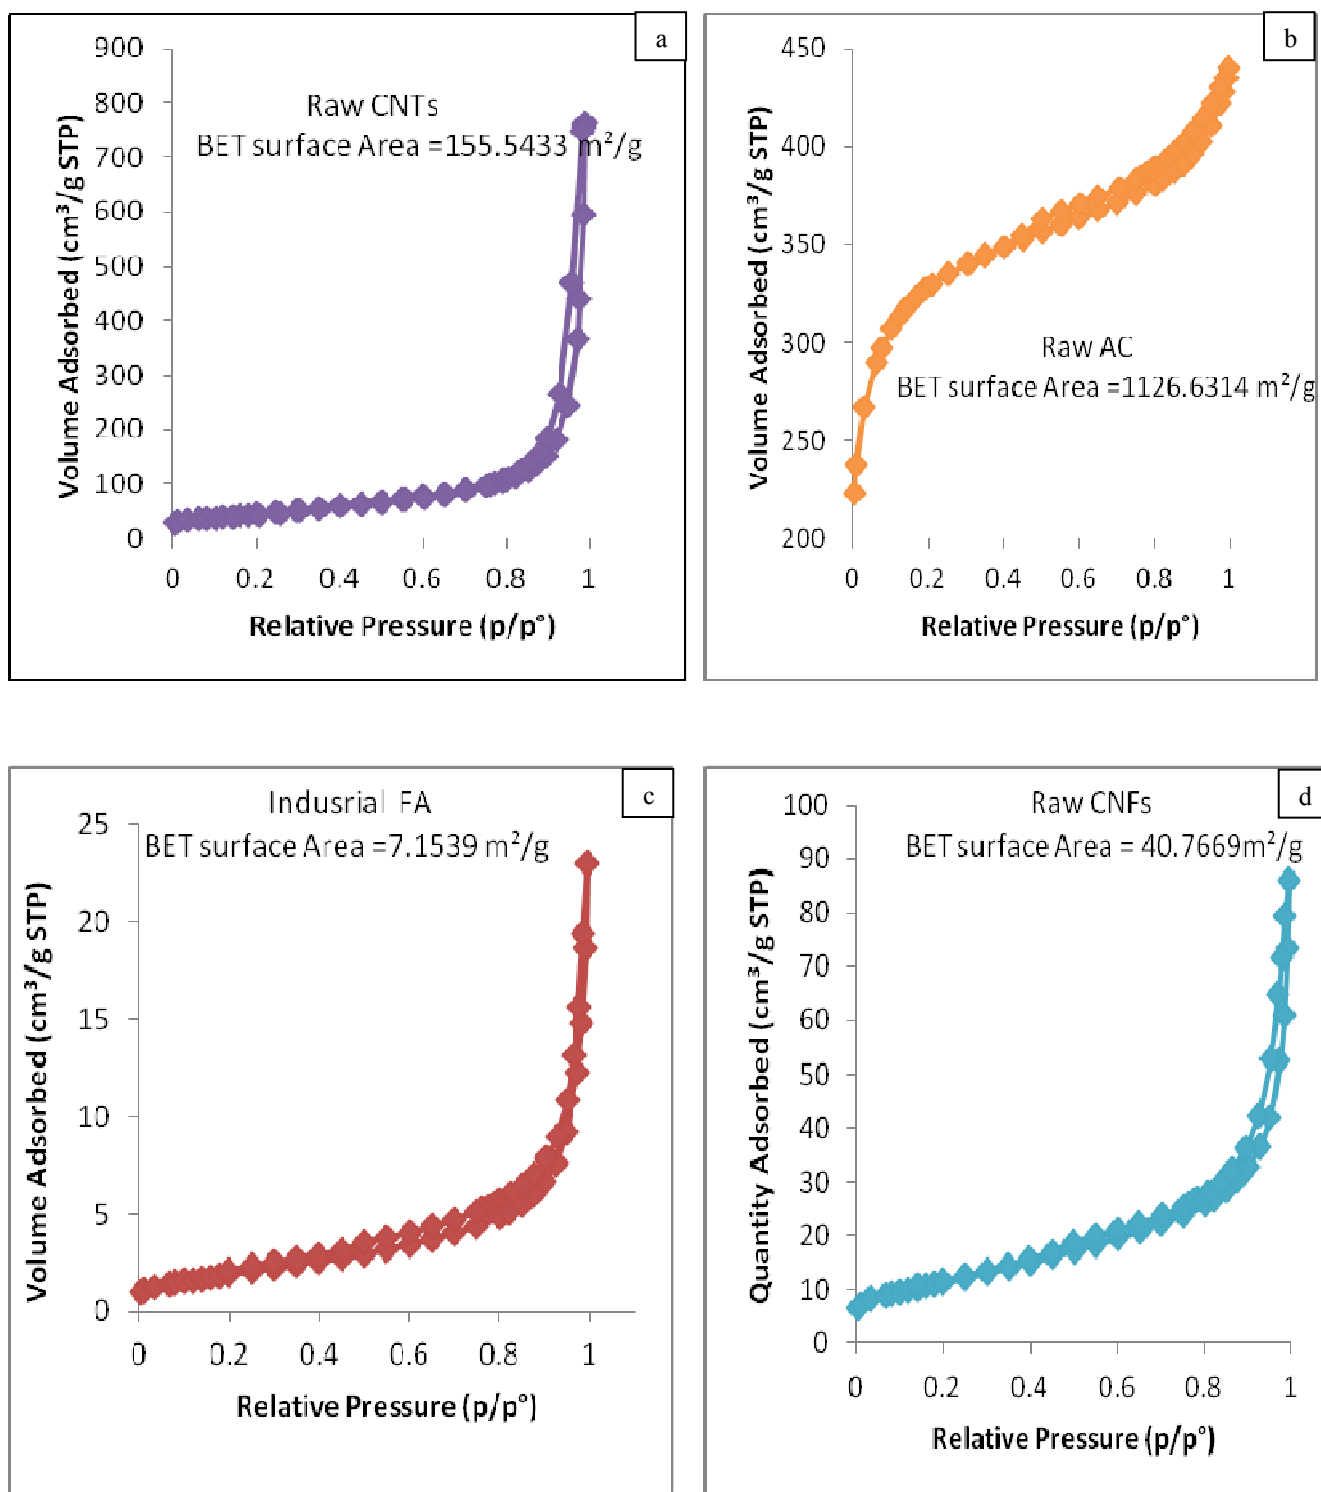 a
900
800
700
600
500
400
300
200
100
0
Volume Adsorbed (cm³/g STP)
Raw CNTs
BET surface Area =155.5433 m²/g
0 0.2 0.4 0.6 0.8 1
Relative Pressure (p/p°)
b
450
400
350
300
250
200
Volume Adsorbed (cm³/g STP)
Raw AC
BET surface Area =1126.6314 m²/g
0 0.2 0.4 0.6 0.8 1
Relative Pressure (p/p°)
c
Indusrial FA
BET surface Area =7.1539 m²/g
25
20
15
10
5
0
Volume Adsorbed (cm³/g STP)
0 0.2 0.4 0.6 0.8 1
Relative Pressure (p/p°)
d
Raw CNFs
BET surface Area = 40.7669m²/g
100
90
80
70
60
50
40
30
20
10
0
Quantity Adsorbed (cm³/g STP)
0 0.2 0.4 0.6 0.8 1
Relative Pressure (p/p°)